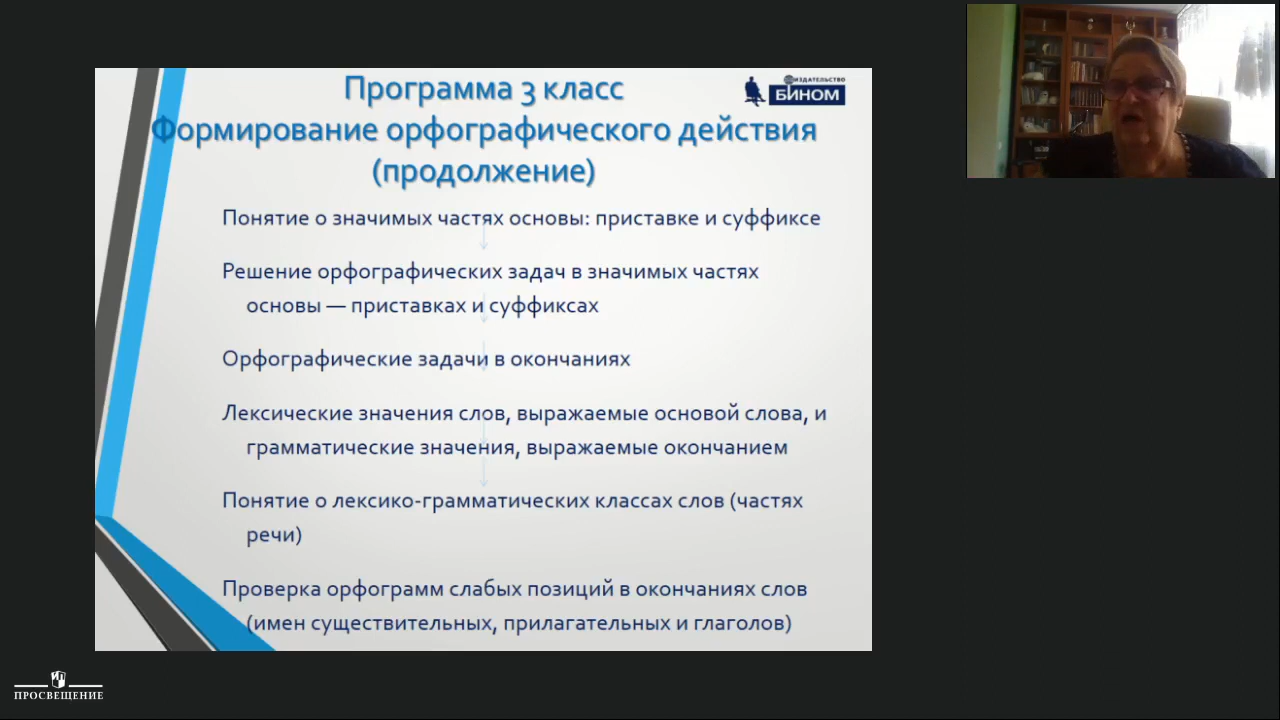 Программа 3 класс
ИЗДАТЕЛЬСТВО
БИНОМ
Формирование орфографического действия
(продолжение)
Понятие о значимых частях основы: приставке и суффиксе
Решение орфографических задач в значимых частях
основы — приставках и суффиксах
Орфографические задачи в окончаниях
Лексические значения слов, выражаемые основой слова, и
грамматические значения, выражаемые окончанием
Понятие о лексико-грамматических классах слов (частях
речи)
Проверка орфограмм слабых позиций в окончаниях слов
(имен существительных, прилагательных и глаголов)
ПРОСВЕЩЕНИЕ